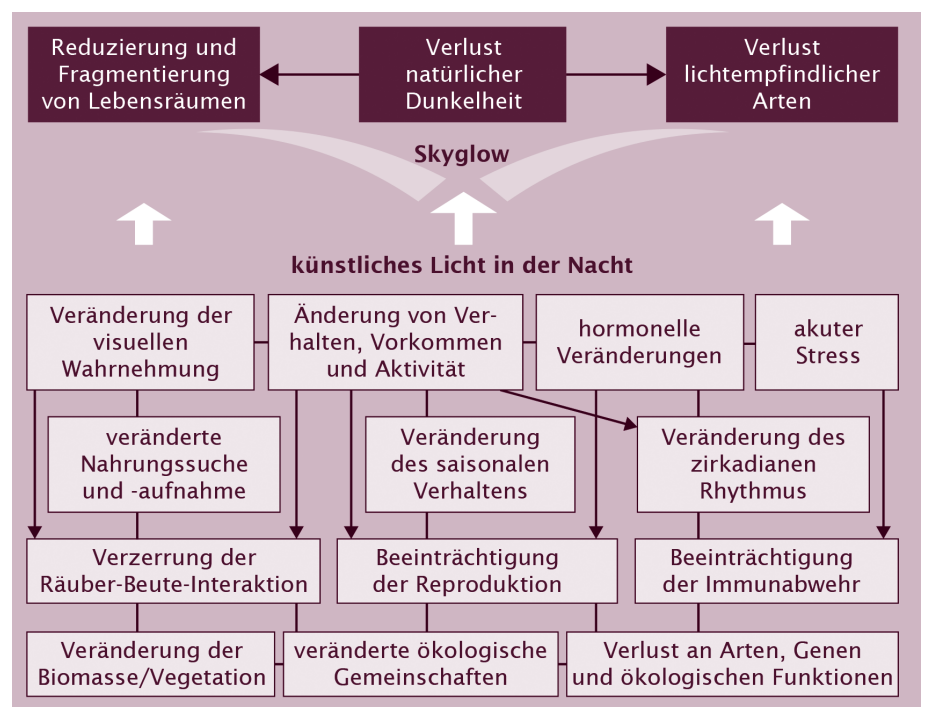 Reduzierung und
Fragmentierung
von Lebensräumen
Verlust
natürlicher
Dunkelheit
Verlust
lichtempfindlicher
Arten
Skyglow
künstliches Licht in der Nacht
Veränderung der
visuellen
Wahrnehmung
Änderung von Ver-
halten, Vorkommen
und Aktivität
hormonelle
Veränderungen
akuter
Stress
veränderte
Nahrungssuche
und -aufnahme
Veränderung
des saisonalen
Verhaltens
Veränderung des
zirkadianen
Rhythmus
Verzerrung der
Räuber-Beute-Interaktion
Beeinträchtigung
der Reproduktion
Beeinträchtigung
der Immunabwehr
Veränderung der
Biomasse/Vegetation
veränderte ökologische
Gemeinschaften
Verlust an Arten, Genen
und ökologischen Funktionen